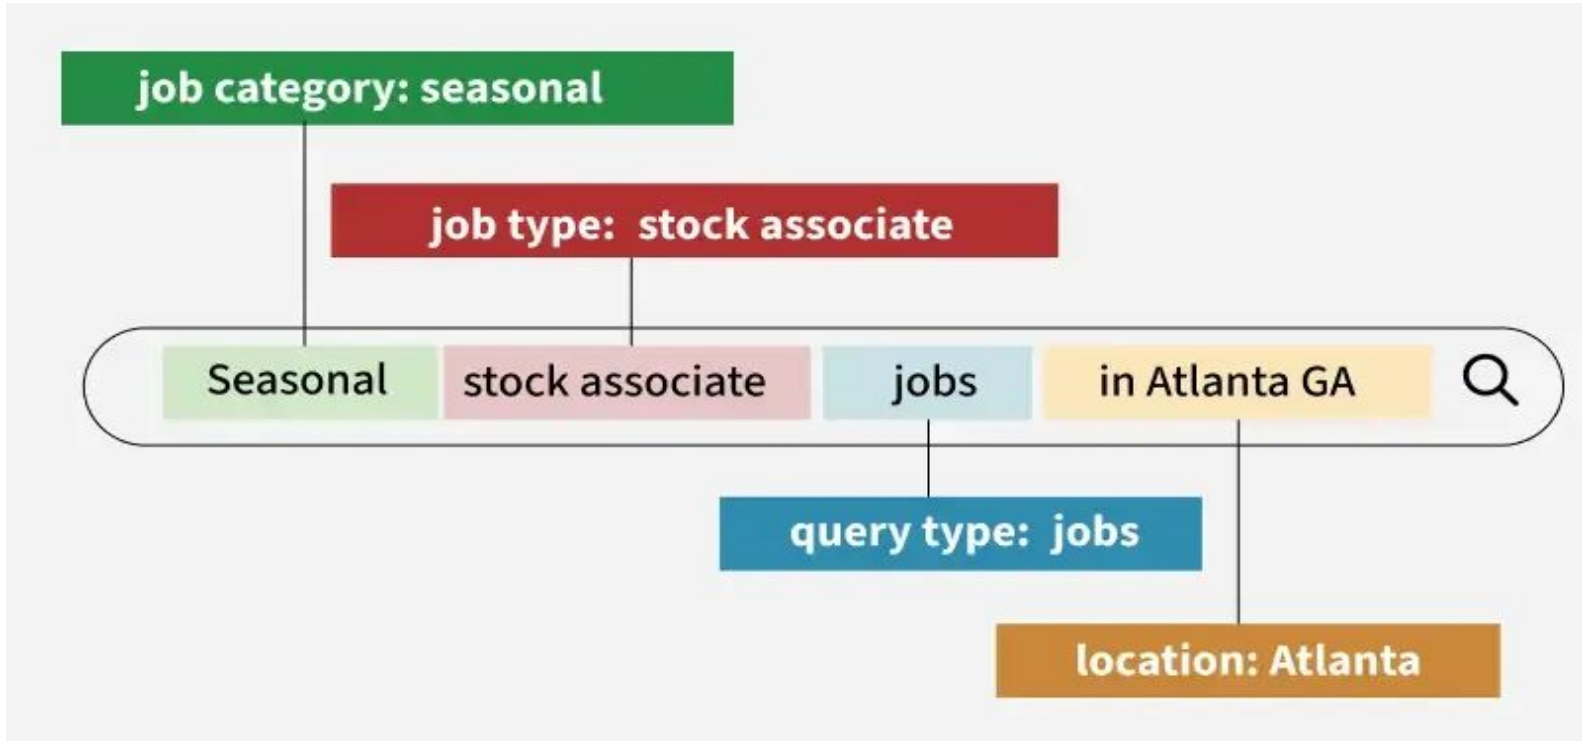 job category: seasonal
job type: stock associate
Seasonal stock associate jobs in Atlanta GA
query type: jobs
location: Atlanta